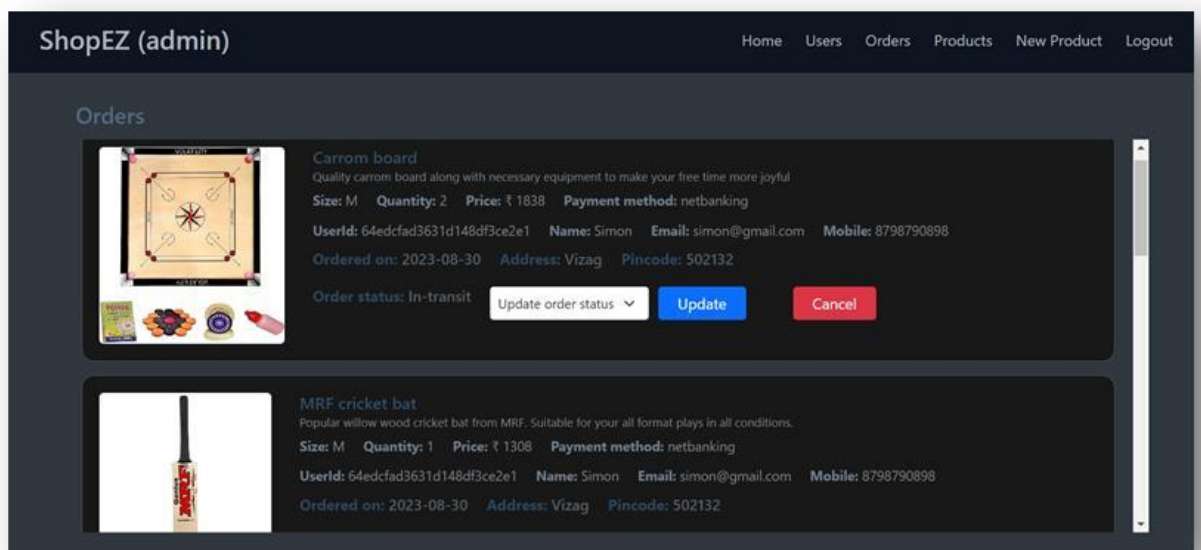 ShopEZ (admin)
Home Users Orders Products New Product Logout
Orders
Carrom board
Quality carrom board along with necessary equipment to make your free time more joyful
Size: M Quantity: 2 Price: ₹ 1838 Payment method: netbanking
UserId: 64edcfad3631d148df3ce2e1 Name: Simon Email: simon@gmail.com Mobile: 8798790898
Ordered on: 2023-08-30 Address: Vizag Pincode: 502132
Order status: In-transit Update order status Update Cancel
MRF cricket bat
Popular willow wood cricket bat from MRF. Suitable for your all format plays in all conditions.
Size: M Quantity: 1 Price: ₹ 1308 Payment method: netbanking
UserId: 64edcfad3631d148df3ce2e1 Name: Simon Email: simon@gmail.com Mobile: 8798790898
Ordered on: 2023-08-30 Address: Vizag Pincode: 502132
Genius
MRF